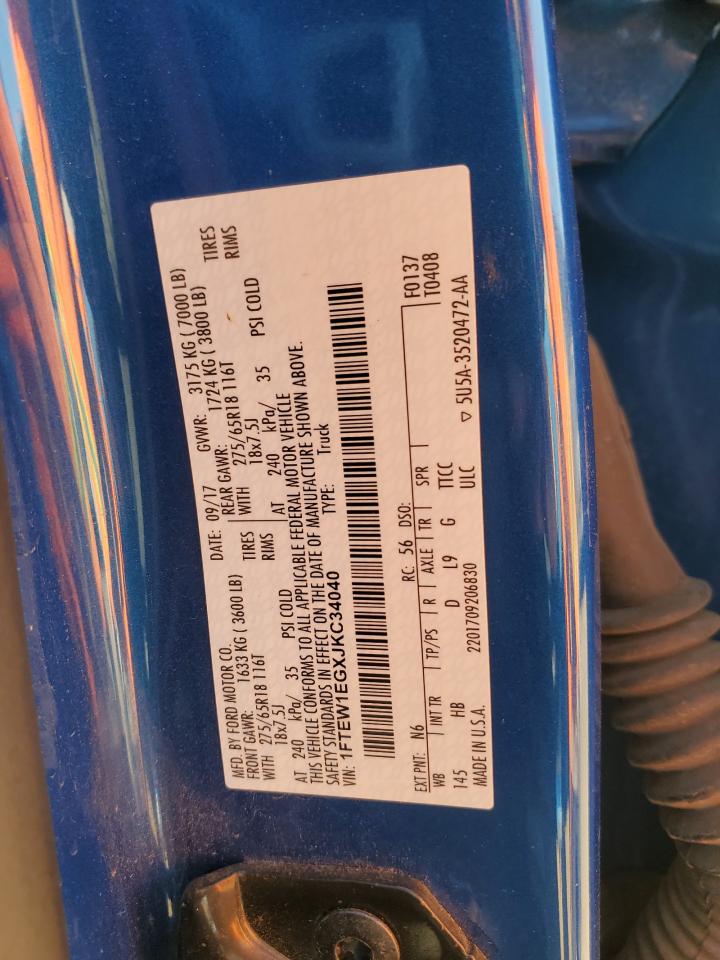 MFD. BY FORD MOTOR CO.
DATE: 09/17 GVWR: 3175 KG ( 7000 LB)
FRONT GAWR: 1633 KG ( 3600 LB) REAR GAWR: 1724 KG ( 3800 LB)
WITH 275/65R18 116T TIRES WITH 275/65R18 116T TIRES
18x7.5J RIMS 18x7.5J RIMS
AT 240 kPa/ 35 PSI COLD AT 240 kPa/ 35 PSI COLD
THIS VEHICLE CONFORMS TO ALL APPLICABLE FEDERAL MOTOR VEHICLE
SAFETY STANDARDS IN EFFECT ON THE DATE OF MANUFACTURE SHOWN ABOVE.
VIN: 1FTEW1EGXJKC34040 TYPE: Truck
EXT PNT: N6 RC: 56 DSO: F0137
WB INT TR TP/PS R AXLE TR SPR T0408
145 HB D L9 G TTCC
MADE IN U.S.A. 2201709206830 ULC ▽ 5U5A-3520472-AA